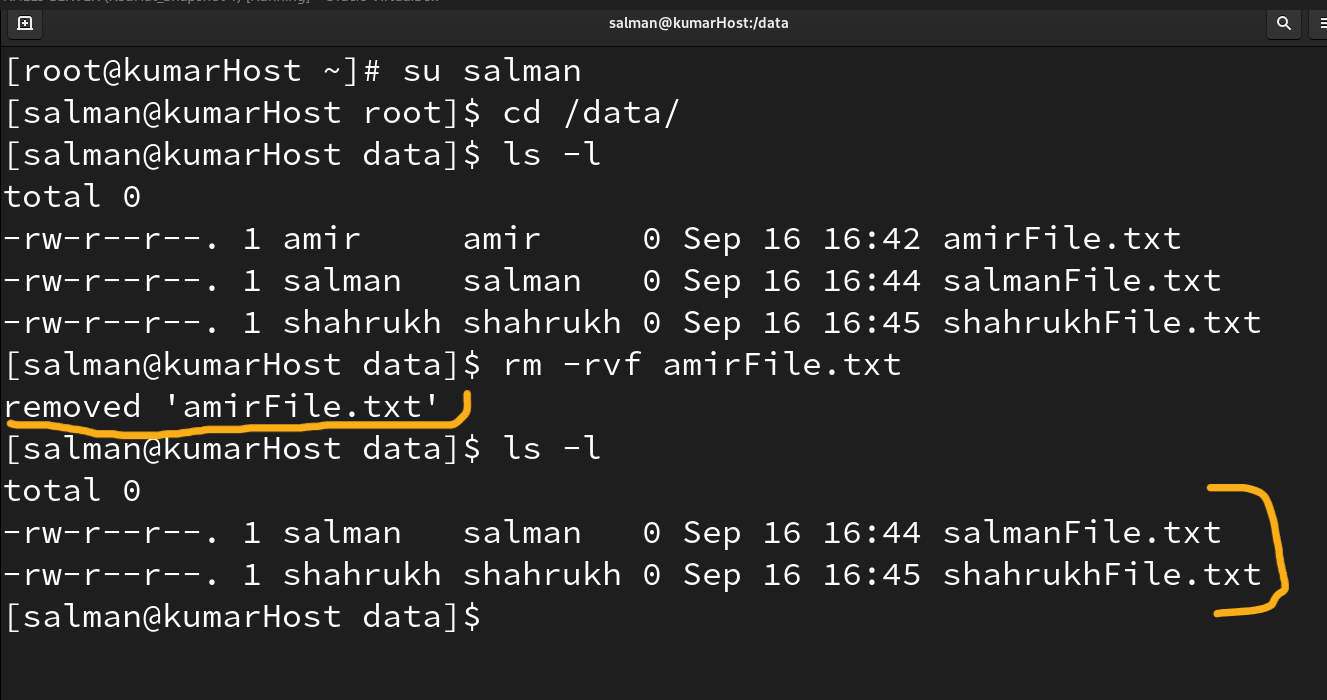 salman@kumarHost:/data
[root@kumarHost ~]# su salman
[salman@kumarHost root]$ cd /data/
[salman@kumarHost data]$ ls -l
total 0
-rw-r--r--. 1 amir     amir     0 Sep 16 16:42 amirFile.txt
-rw-r--r--. 1 salman   salman   0 Sep 16 16:44 salmanFile.txt
-rw-r--r--. 1 shahrukh shahrukh 0 Sep 16 16:45 shahrukhFile.txt
[salman@kumarHost data]$ rm -rvf amirFile.txt
removed 'amirFile.txt'
[salman@kumarHost data]$ ls -l
total 0
-rw-r--r--. 1 salman   salman   0 Sep 16 16:44 salmanFile.txt
-rw-r--r--. 1 shahrukh shahrukh 0 Sep 16 16:45 shahrukhFile.txt
[salman@kumarHost data]$